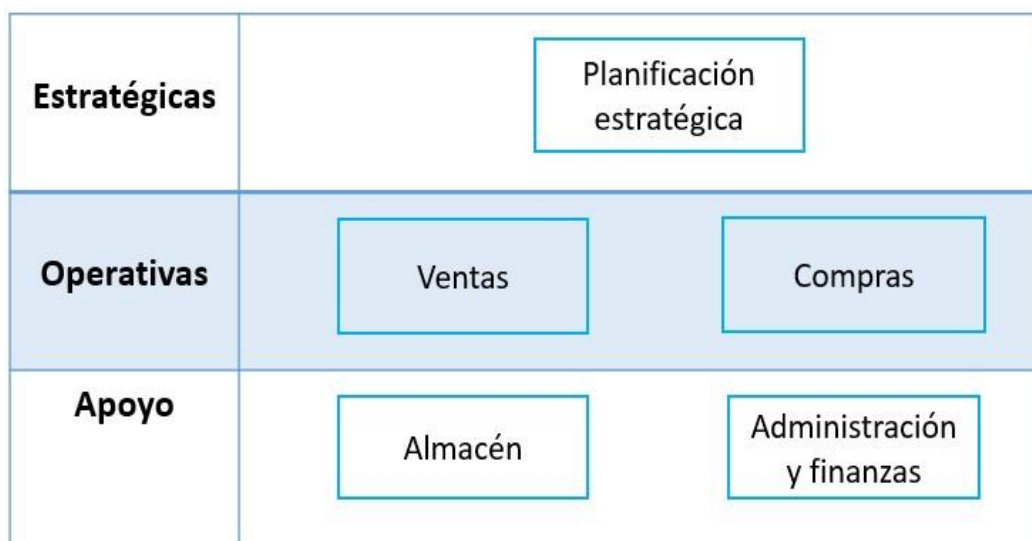 Estratégicas
Planificación
estratégica
Operativas
Ventas
Compras
Apoyo
Almacén
Administración
y finanzas